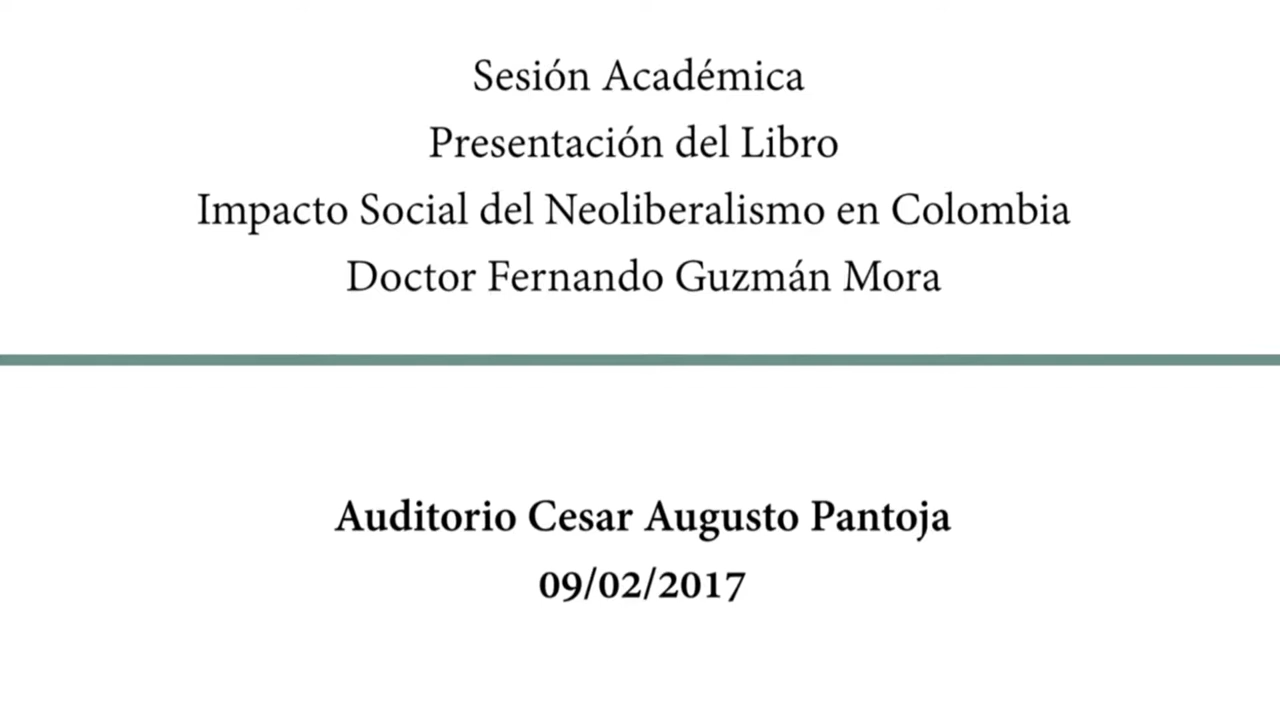 Sesión Académica
Presentación del Libro
Impacto Social del Neoliberalismo en Colombia
Doctor Fernando Guzmán Mora
Auditorio Cesar Augusto Pantoja
09/02/2017